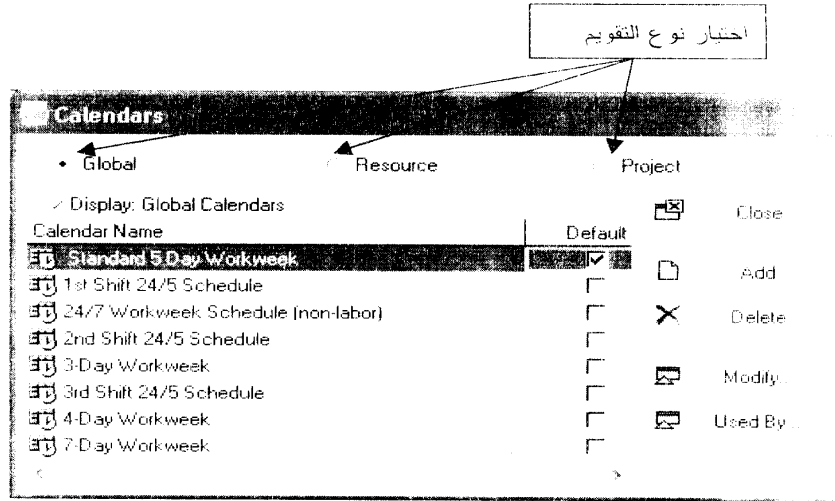 اختيار نوع التقويم
Calendars
Global Resource Project
Display: Global Calendars
Close
Calendar Name Default
Standard 5 Day Workweek
1st Shift 24/5 Schedule
Add
24/7 Workweek Schedule (non-labor)
Delete
2nd Shift 24/5 Schedule
3-Day Workweek
Modify...
3rd Shift 24/5 Schedule
4-Day Workweek
Used By...
7-Day Workweek